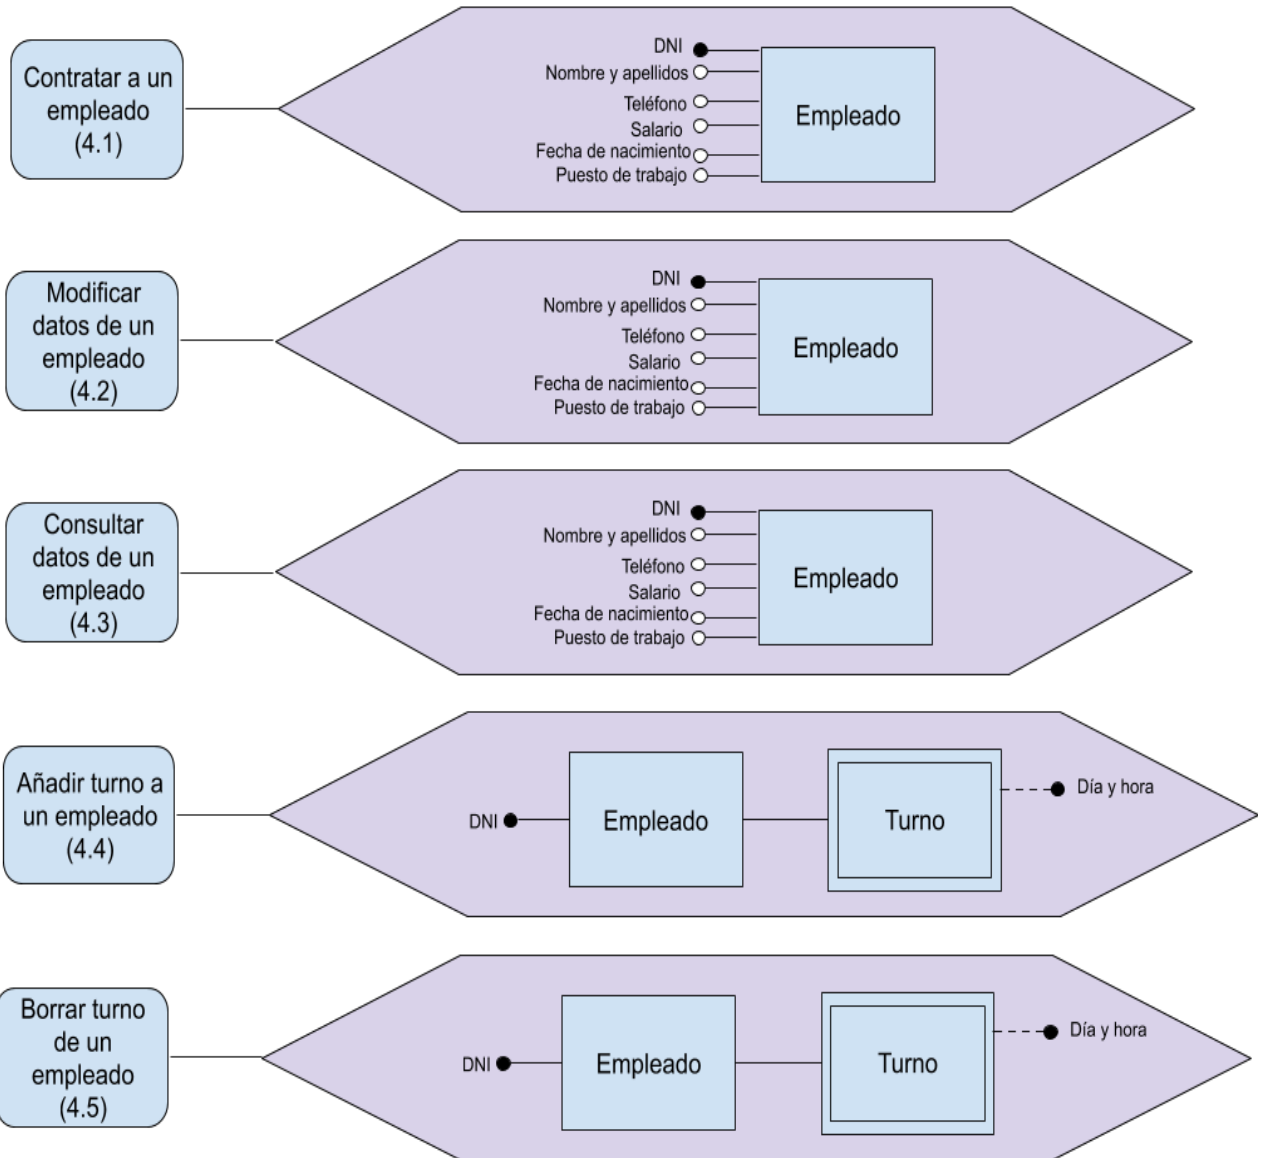 Contratar a un
empleado
(4.1)
DNI
Nombre y apellidos
Teléfono
Salario
Fecha de nacimiento
Puesto de trabajo
Empleado
Modificar
datos de un
empleado
(4.2)
DNI
Nombre y apellidos
Teléfono
Salario
Fecha de nacimiento
Puesto de trabajo
Empleado
Consultar
datos de un
empleado
(4.3)
DNI
Nombre y apellidos
Teléfono
Salario
Fecha de nacimiento
Puesto de trabajo
Empleado
Añadir turno a
un empleado
(4.4)
DNI
Empleado
Turno
Día y hora
Borrar turno
de un
empleado
(4.5)
DNI
Empleado
Turno
Día y hora